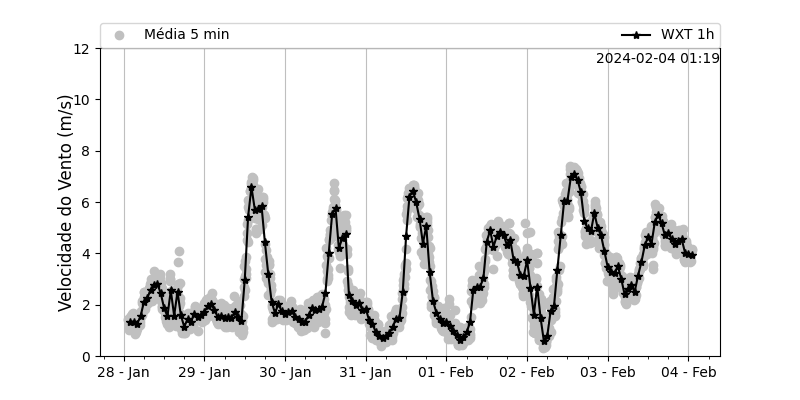 Média 5 min
WXT 1h
2024-02-04 01:19
Velocidade do Vento (m/s)
12
10
8
6
4
2
0
28 - Jan
29 - Jan
30 - Jan
31 - Jan
01 - Feb
02 - Feb
03 - Feb
04 - Feb